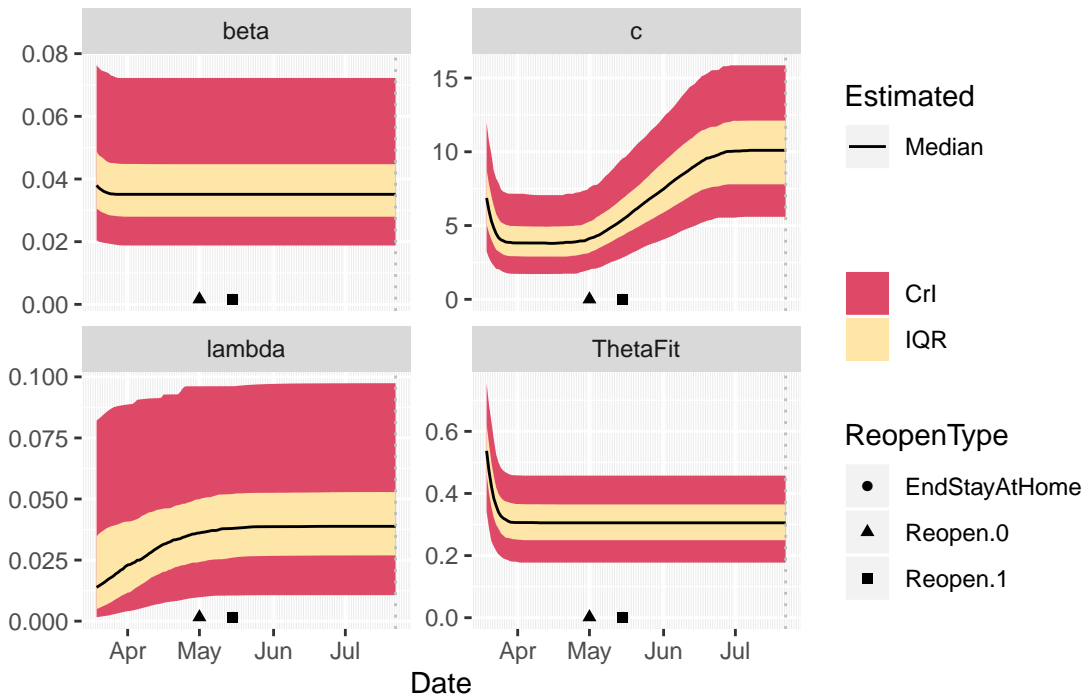 beta
c
0.08
0.06
0.04
0.02
0.00
15
10
5
0
lambda
ThetaFit
0.100
0.075
0.050
0.025
0.000
0.6
0.4
0.2
0.0
Apr May Jun Jul
Apr May Jun Jul
Date
Estimated
Median
CrI
IQR
ReopenType
EndStayAtHome
Reopen.0
Reopen.1